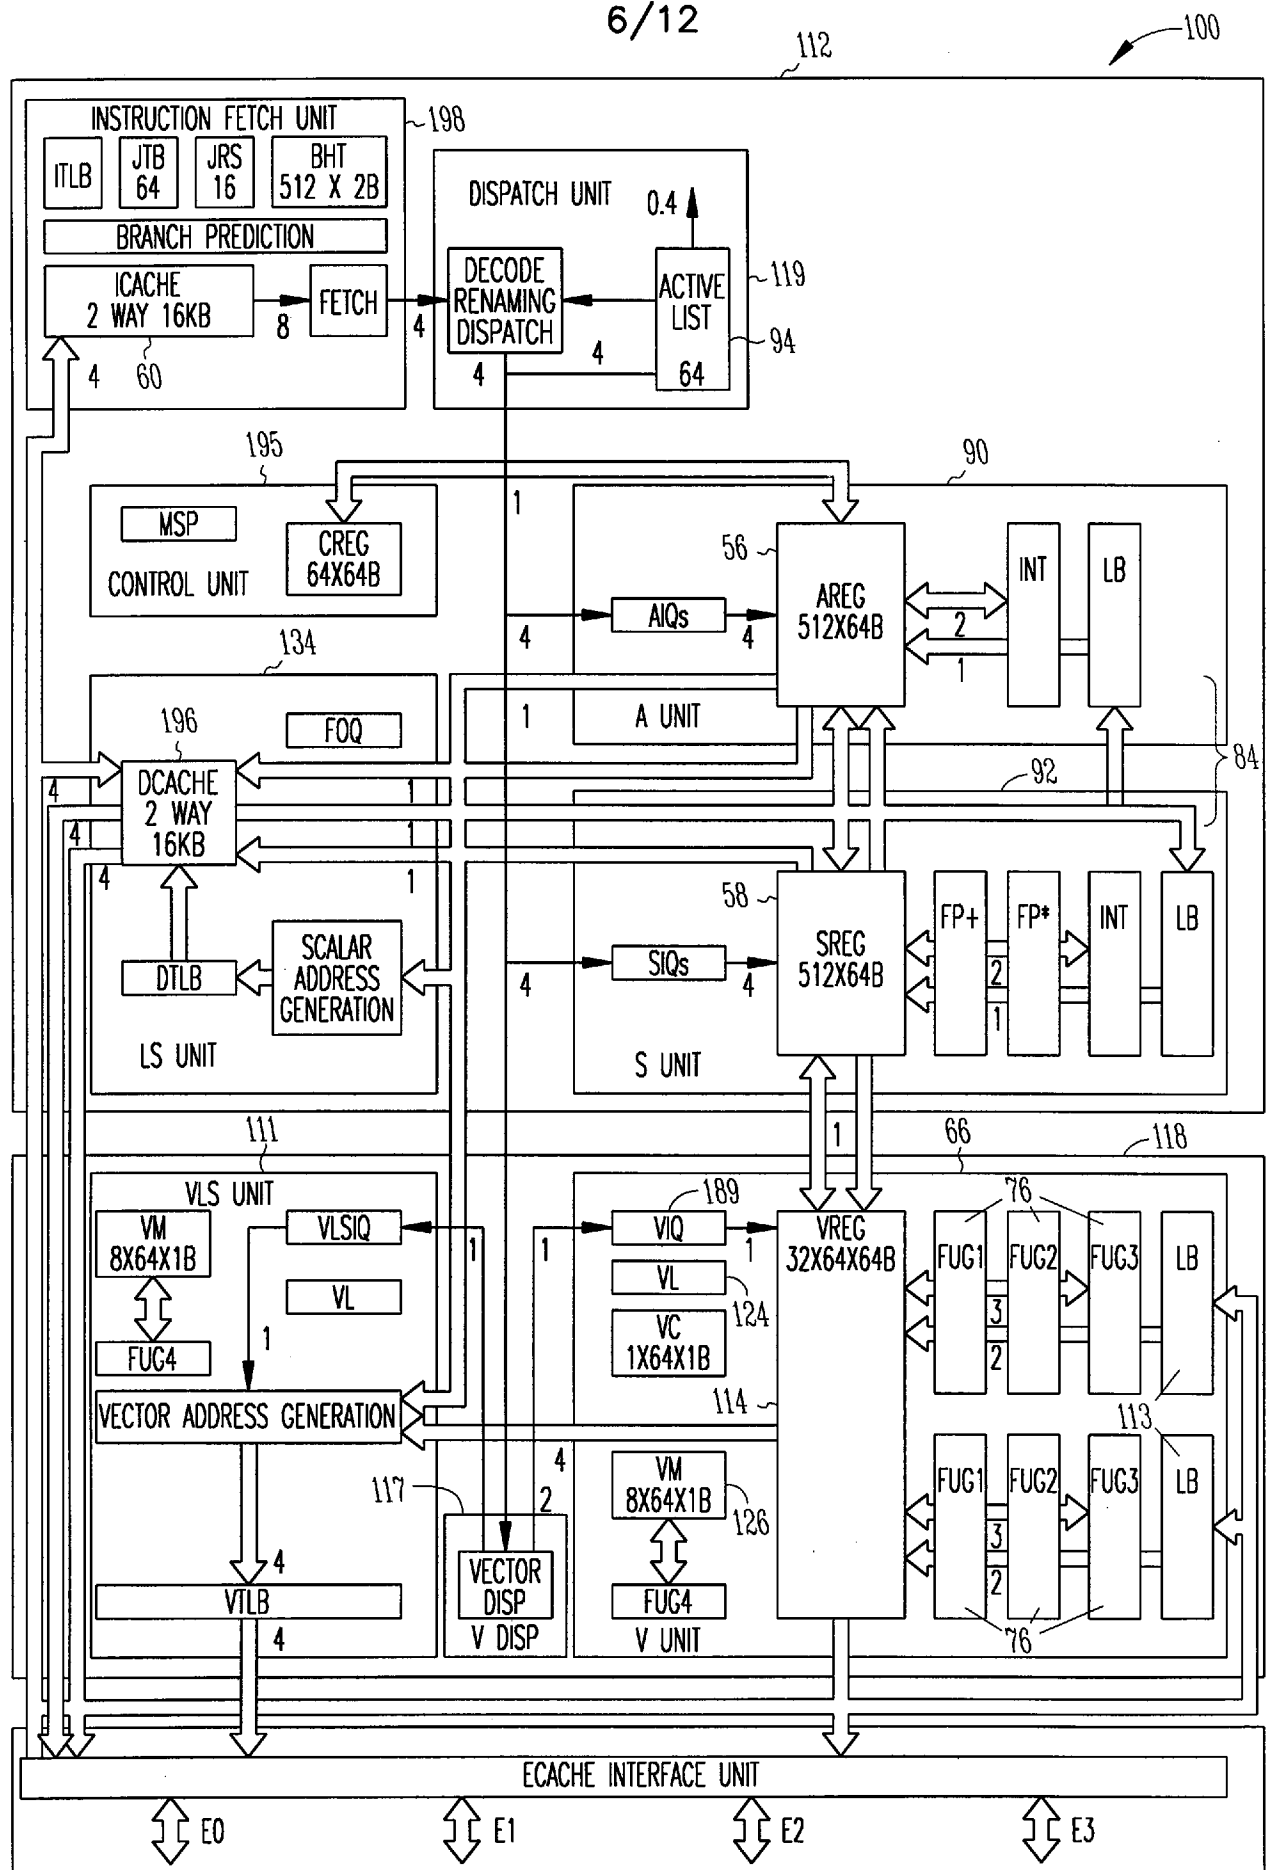 6/12
100
112
INSTRUCTION FETCH UNIT
198
ITLB
JTB
64
JRS
16
BHT
512 X 2B
BRANCH PREDICTION
ICACHE
2 WAY 16KB
60
8
FETCH
4
4
DISPATCH UNIT
0.4
DECODE
RENAMING
DISPATCH
ACTIVE
LIST
64
119
94
4
4
195
MSP
CREG
64X64B
CONTROL UNIT
1
90
56
AREG
512X64B
INT
LB
AIQs
4
4
2
1
A UNIT
84
134
FOQ
1
196
DCACHE
2 WAY
16KB
4
4
4
1
1
1
DTLB
SCALAR
ADDRESS
GENERATION
LS UNIT
92
58
SREG
512X64B
FP+
FP*
INT
LB
SIQs
4
4
2
1
S UNIT
1
111
VLS UNIT
VM
8X64X1B
VLSIQ
1
VL
1
FUG4
VECTOR ADDRESS GENERATION
4
VTLB
4
117
VECTOR
DISP
V DISP
2
1
4
66
118
189
VIQ
1
VL
124
VC
1X64X1B
114
VREG
32X64X64B
VM
8X64X1B
126
FUG4
V UNIT
76
FUG1
FUG2
FUG3
LB
3
2
113
FUG1
FUG2
FUG3
LB
3
2
76
ECACHE INTERFACE UNIT
E0
E1
E2
E3